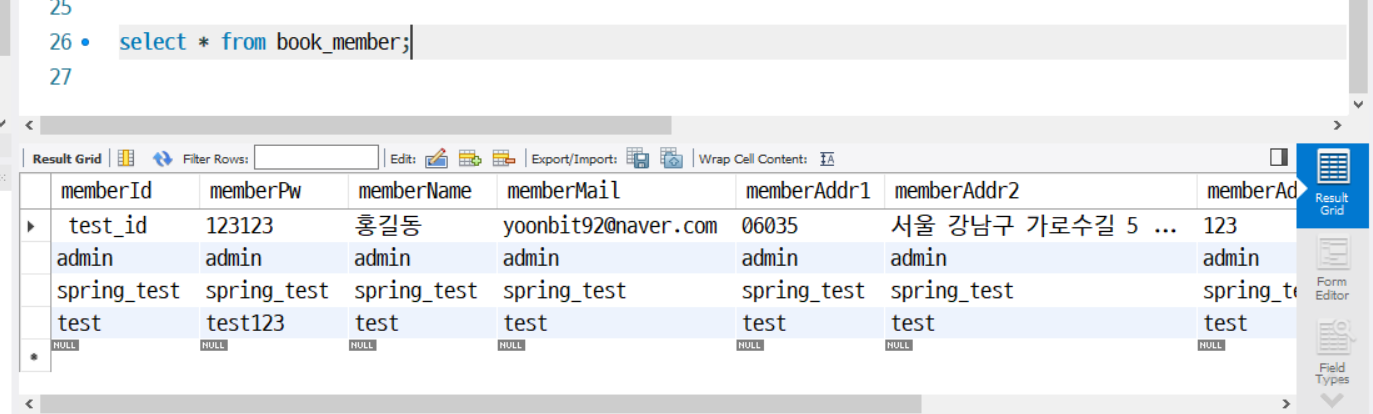 25
26 select * from book_member;
27
Result Grid Filter Rows: Edit: Export/Import: Wrap Cell Content:
memberId memberPw memberName memberMail memberAddr1 memberAddr2 memberAd
test_id 123123 홍길동 yoonbit92@naver.com 06035 서울 강남구 가로수길 5 ... 123
admin admin admin admin admin admin admin
spring_test spring_test spring_test spring_test spring_test spring_test spring_te
test test123 test test test test test
NULL NULL NULL NULL NULL NULL NULL
Result
Grid
Form
Editor
Field
Types